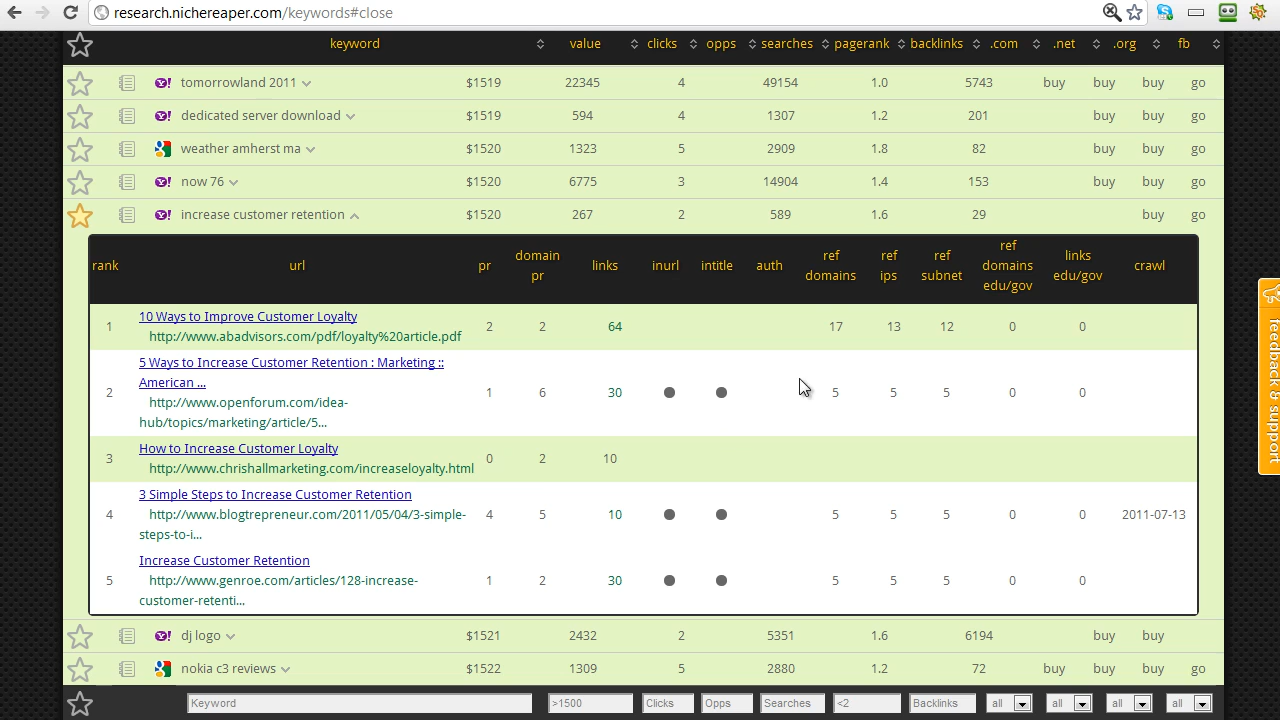 research.nichereaper.com/keywords#close
keyword value clicks opps searches pagerank backlinks .com .net .org fb
Y! tomorrowland 2011 $1519 22345 4 49154 1.0 5743 buy buy buy go
Y! dedicated server download $1519 594 4 1307 1.2 201 buy buy go
weather amherst ma $1520 1323 5 2909 1.8 82 buy buy go
Y! now 76 $1520 6775 3 14904 1.4 153 buy buy go
Y! increase customer retention $1520 267 2 589 1.6 29 buy go
rank url pr domain pr links inurl intitle auth ref domains ref ips ref subnet ref domains edu/gov links edu/gov crawl
1 10 Ways to Improve Customer Loyalty 2 2 64 17 13 12 0 0
http://www.abadvisors.com/pdf/loyalty%20article.pdf
5 Ways to Increase Customer Retention : Marketing ::
American ...
2 http://www.openforum.com/idea- 1 6 30 5 5 5 0 0
hub/topics/marketing/article/5...
How to Increase Customer Loyalty
3 http://www.chrishallmarketing.com/increaseloyalty.html 0 2 10
3 Simple Steps to Increase Customer Retention
4 http://www.blogtrepreneur.com/2011/05/04/3-simple- 4 5 10 5 5 5 0 0 2011-07-13
steps-to-i...
Increase Customer Retention
5 http://www.genroe.com/articles/128-increase- 1 2 30 5 5 5 0 0
customer-retenti...
Y! dj logo $1521 2432 2 5351 1.6 6194 buy buy
nokia c3 reviews $1522 1309 5 2880 1.2 72 buy buy buy go
Keyword >1500 Clicks Opps Searches <2 Backlinks all all all all
feedback & support